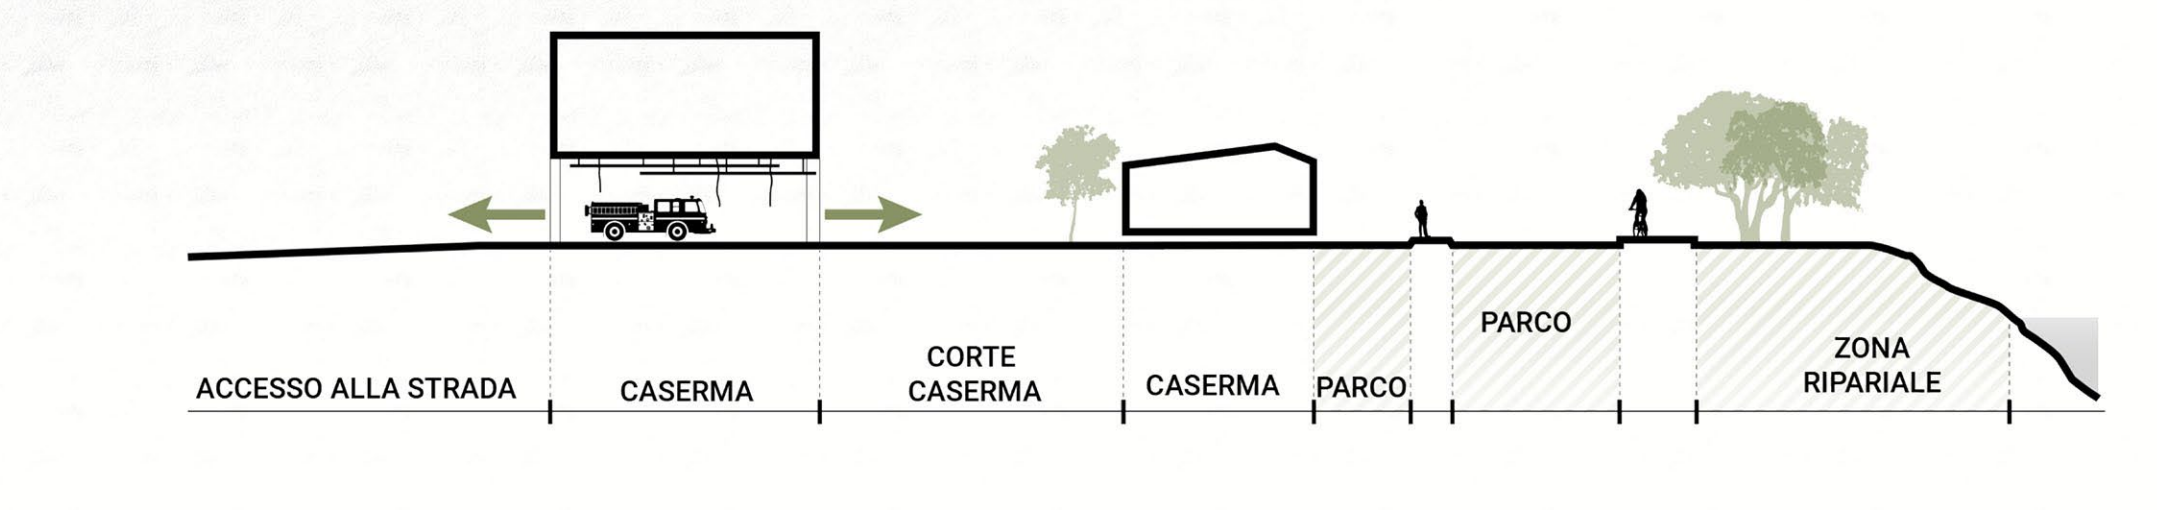 ACCESSO ALLA STRADA
CASERMA
CORTE
CASERMA
CASERMA
PARCO
PARCO
ZONA
RIPARIALE